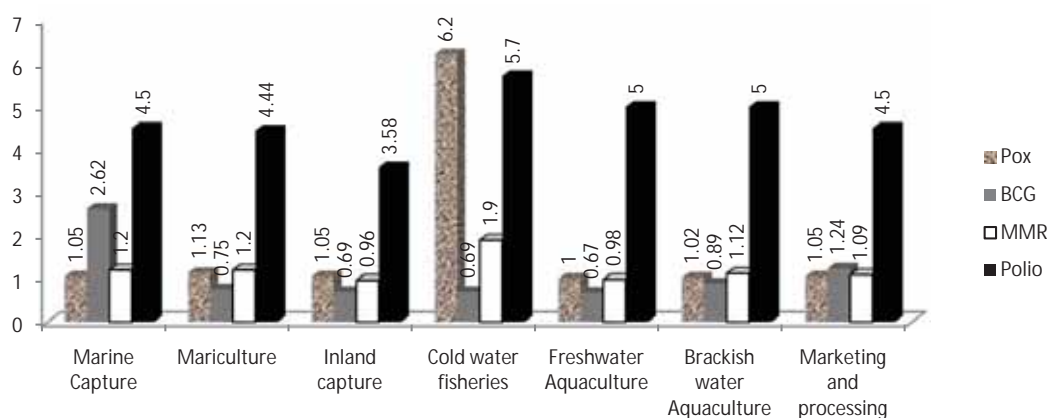 7
6
5
4
3
2
1
0
1.05
2.62
1.2
4.5
1.13
0.75
1.2
4.44
1.05
0.69
0.96
3.58
6.2
0.69
1.9
5.7
1
0.67
0.98
5
1.02
0.89
1.12
5
1.05
1.24
1.09
4.5
Marine
Capture
Mariculture
Inland
capture
Cold water
fisheries
Freshwater
Aquaculture
Brackish
water
Aquaculture
Marketing
and
processing
Pox
BCG
MMR
Polio